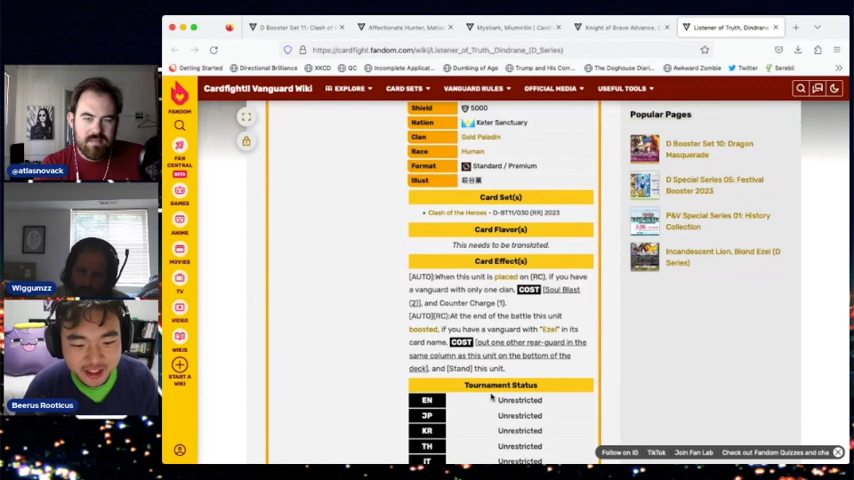 D Booster Set 11: Clash of
Affectionate Hunter, Matias
Mystiark, Miumirlin | Cardf
Knight of Brave Advance, C
Listener of Truth, Dindrane
https://cardfight.fandom.com/wiki/Listener_of_Truth,_Dindrane_(D_Series)
Getting Started
Directional Brilliance
XKCD
QC
Incomplete Applicat...
Dumbing of Age
Trump and His Corr...
The Doghouse Diari...
Awkward Zombie
Twitter
Serebii
FANDOM
FAN CENTRAL
BETA
GAMES
ANIME
MOVIES
TV
VIDEO
WIKIS
START A WIKI
Cardfight!! Vanguard Wiki
EXPLORE
CARD SETS
VANGUARD RULES
OFFICIAL MEDIA
USEFUL TOOLS
Shield 5000
Nation Keter Sanctuary
Clan Gold Paladin
Race Human
Format Standard / Premium
Illust
Card Set(s)
• Clash of the Heroes - D-BT11/030 (RR) 2023
Card Flavor(s)
This needs to be translated.
Card Effect(s)
[AUTO]:When this unit is placed on (RC), if you have
a vanguard with only one clan, COST [Soul Blast
(2)], and Counter Charge (1).
[AUTO](RC):At the end of the battle this unit
boosted, if you have a vanguard with "Ezel" in its
card name, COST [put one other rear-guard in the
same column as this unit on the bottom of the
deck], and [Stand] this unit.
Tournament Status
EN Unrestricted
JP Unrestricted
KR Unrestricted
TH Unrestricted
IT Unrestricted
Popular Pages
D Booster Set 10: Dragon
Masquerade
D Special Series 05: Festival
Booster 2023
P&V Special Series 01: History
Collection
Incandescent Lion, Blond Ezel (D
Series)
Follow on IG
TikTok
Join Fan Lab
Check out Fandom Quizzes and cha
@atlasnovack
Wiggumzz
Beerus Rooticus